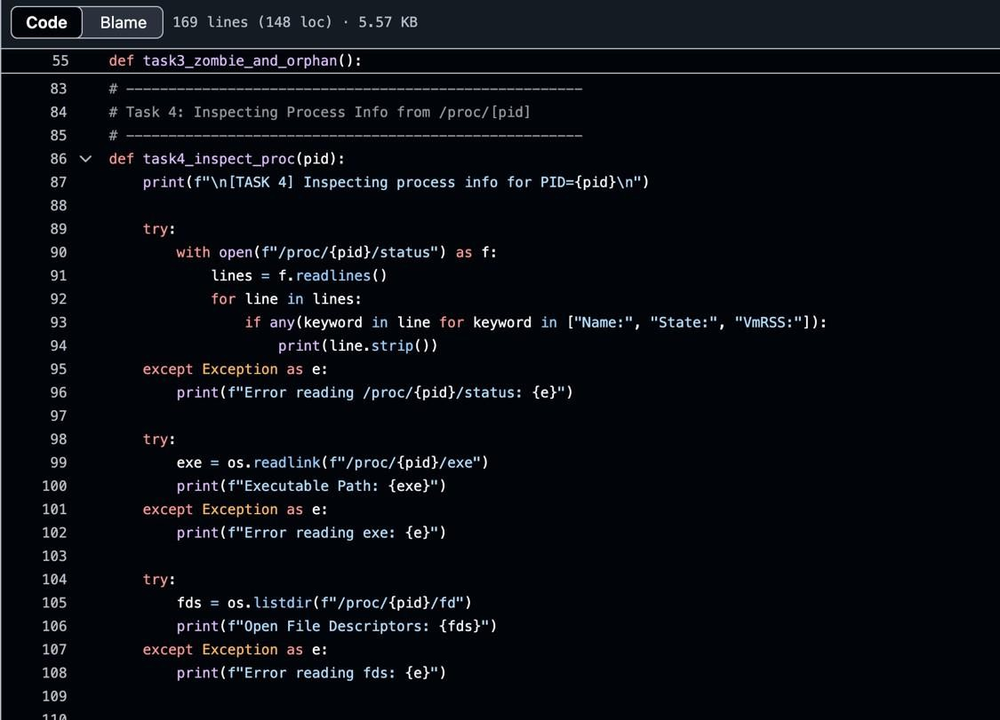 Code Blame 169 lines (148 loc) · 5.57 KB
55 def task3_zombie_and_orphan():
83 # ------------------------------------------------------
84 # Task 4: Inspecting Process Info from /proc/[pid]
85 # ------------------------------------------------------
86 def task4_inspect_proc(pid):
87     print(f"\n[TASK 4] Inspecting process info for PID={pid}\n")
88
89     try:
90         with open(f"/proc/{pid}/status") as f:
91             lines = f.readlines()
92             for line in lines:
93                 if any(keyword in line for keyword in ["Name:", "State:", "VmRSS:"]):
94                     print(line.strip())
95     except Exception as e:
96         print(f"Error reading /proc/{pid}/status: {e}")
97
98     try:
99         exe = os.readlink(f"/proc/{pid}/exe")
100         print(f"Executable Path: {exe}")
101     except Exception as e:
102         print(f"Error reading exe: {e}")
103
104     try:
105         fds = os.listdir(f"/proc/{pid}/fd")
106         print(f"Open File Descriptors: {fds}")
107     except Exception as e:
108         print(f"Error reading fds: {e}")
109
110